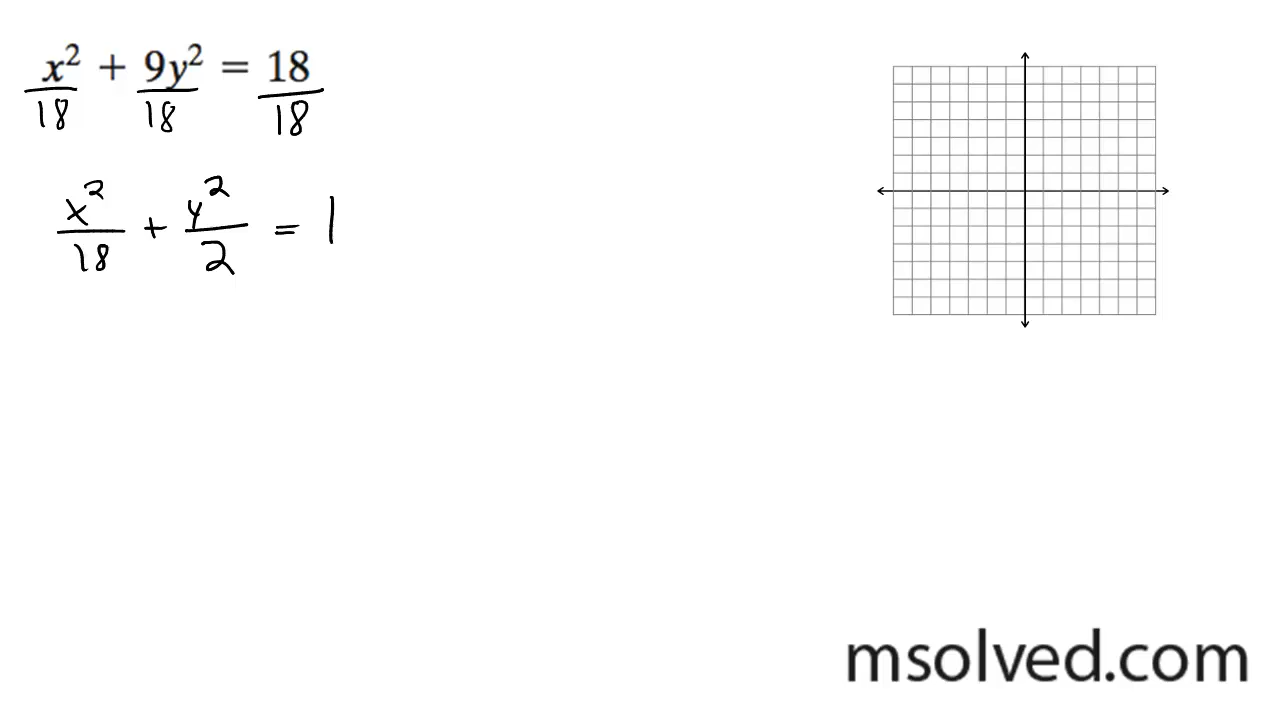 x² + 9y² = 18
18 18 18
x²/18 + y²/2 = 1
msolved.com